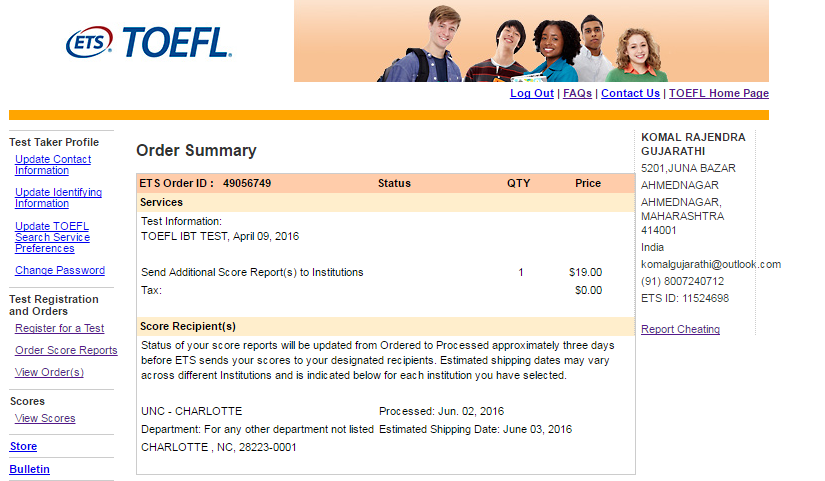 ETS TOEFL
Log Out | FAQs | Contact Us | TOEFL Home Page
Test Taker Profile
Update Contact
Information
Update Identifying
Information
Update TOEFL
Search Service
Preferences
Change Password
Test Registration
and Orders
Register for a Test
Order Score Reports
View Order(s)
Scores
View Scores
Store
Bulletin
Order Summary
ETS Order ID : 49056749 Status QTY Price
Services
Test Information:
TOEFL IBT TEST, April 09, 2016
Send Additional Score Report(s) to Institutions 1 $19.00
Tax: $0.00
Score Recipient(s)
Status of your score reports will be updated from Ordered to Processed approximately three days
before ETS sends your scores to your designated recipients. Estimated shipping dates may vary
across different Institutions and is indicated below for each institution you have selected.
UNC - CHARLOTTE Processed: Jun. 02, 2016
Department: For any other department not listed Estimated Shipping Date: June 03, 2016
CHARLOTTE , NC, 28223-0001
KOMAL RAJENDRA
GUJARATHI
5201,JUNA BAZAR
AHMEDNAGAR
AHMEDNAGAR,
MAHARASHTRA
414001
India
komalgujarathi@outlook.com
(91) 8007240712
ETS ID: 11524698
Report Cheating